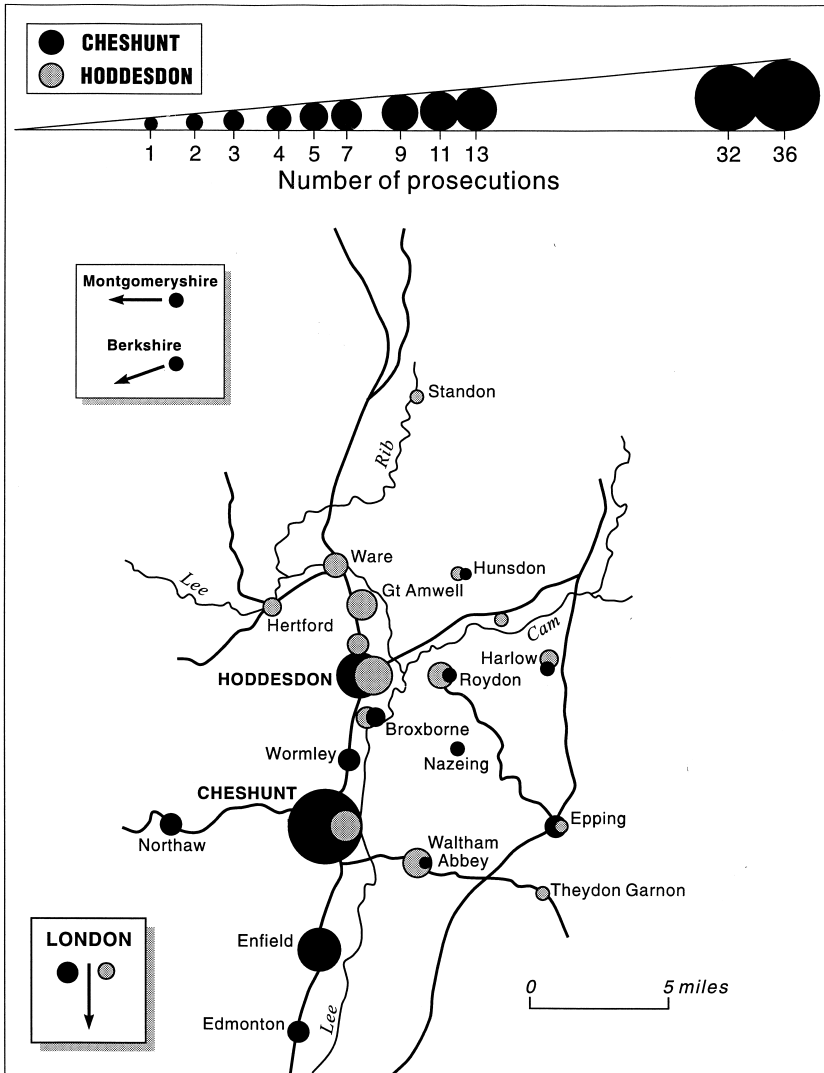 CHESHUNT
HODDESDON
1 2 3 4 5 7 9 11 13 32 36
Number of prosecutions
Montgomeryshire
Berkshire
Standon
Rib
Ware
Hunsdon
Lee
Gt Amwell
Hertford
Cam
Harlow
HODDESDON
Roydon
Broxborne
Wormley
Nazeing
CHESHUNT
Epping
Northaw
Waltham
Abbey
Theydon Garnon
LONDON
Enfield
0 5 miles
Edmonton
Lee